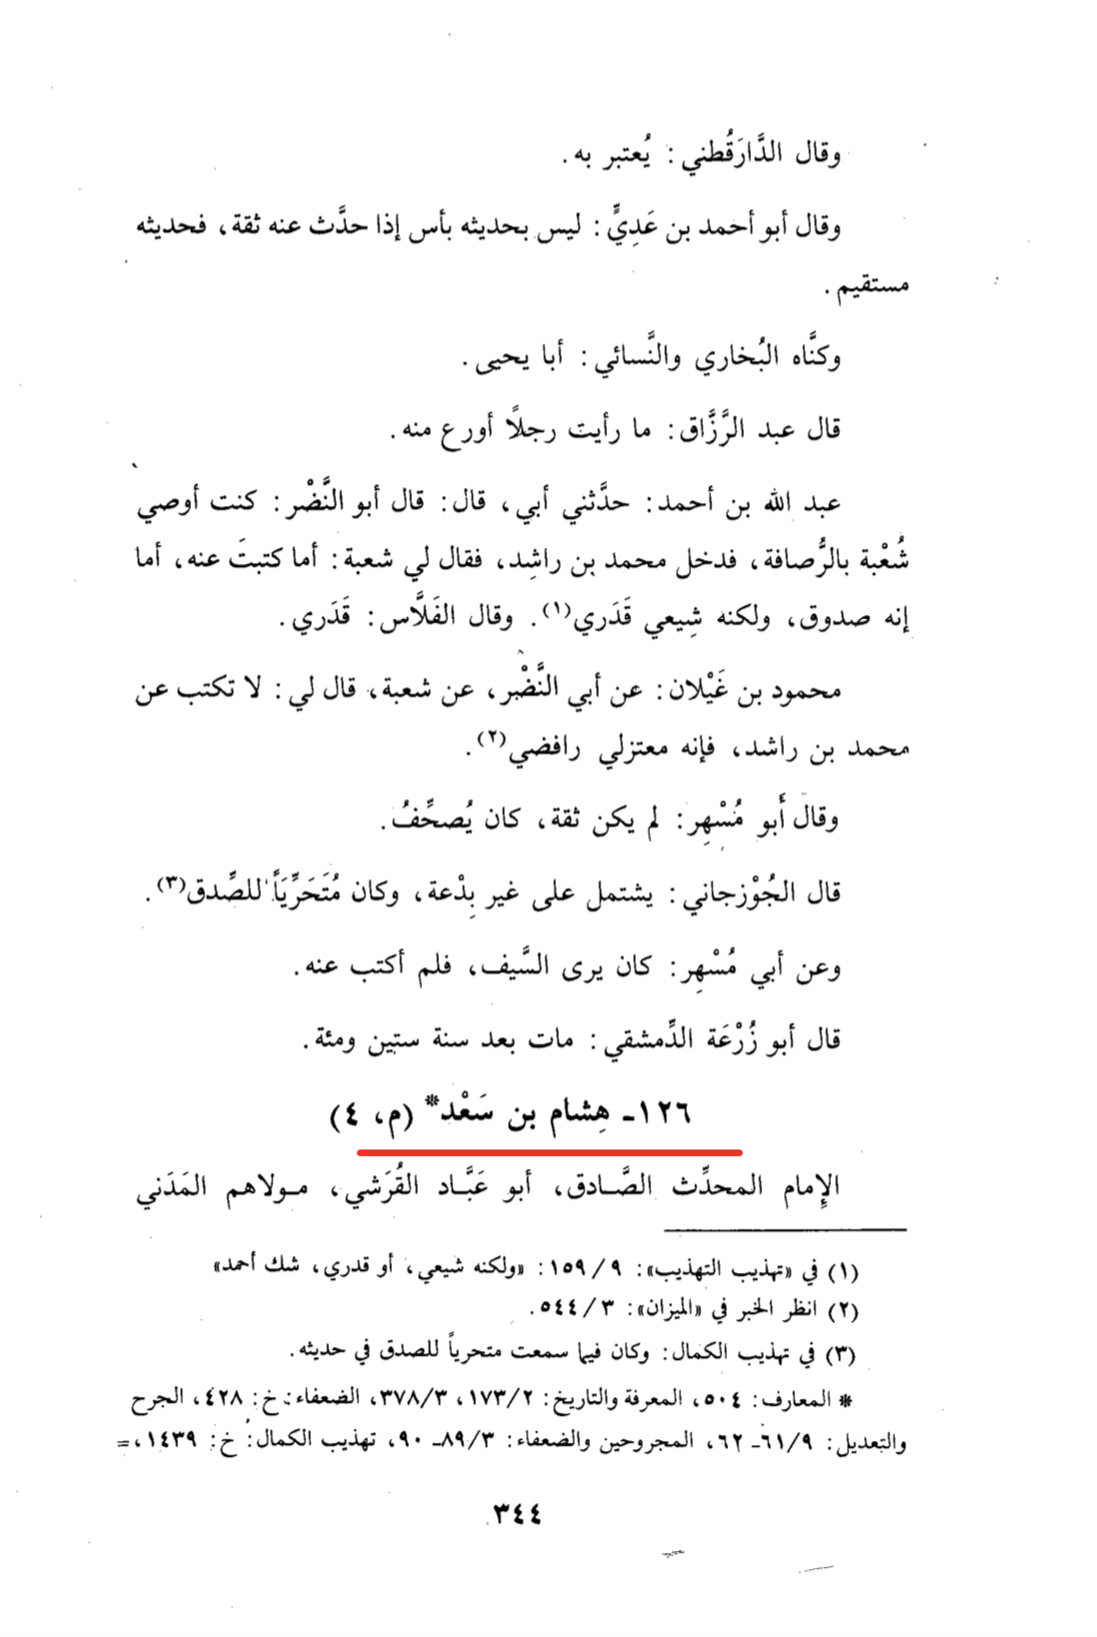 وقال الدَّارَقُطني : يُعتبر به .
وقال أبو أحمد بن عَدِيٍّ : ليس بحديثه بأس إذا حدَّث عنه ثقة ، فحديثه
مستقيم .
وكنَّاه البُخاري والنَّسائي : أبا يحيى .
قال عبد الرَّزَّاق : ما رأيت رجلًا أورع منه .
عبد الله بن أحمد : حدَّثني أبي ، قال : قال أبو النَّضْر : كنت أوصي
شُعْبة بالرُّصافة ، فدخل محمد بن راشِد ، فقال لي شعبة : أما كتبتَ عنه ، أما
إنه صدوق ، ولكنه شِيعي قَدَري(١) . وقال الفَلَّاس : قَدَري .
محمود بن غَيْلان : عن أبي النَّضْر ، عن شعبة ، قال لي : لا تكتب عن
محمد بن راشد ، فإنه معتزلي رافضي(٢) .
وقال أَبو مُسْهِر : لم يكن ثقة ، كان يُصحِّفُ .
قال الجُوْزجاني : يشتمل على غير بِدْعة ، وكان مُتَحَرِّيَاً للصِّدق(٣) .
وعن أبي مُسْهِر : كان يرى السَّيف ، فلم أكتب عنه .
قال أبو زُرْعَة الدِّمشقي : مات بعد سنة ستين ومئة .
١٢٦ - هِشام بن سَعْد* (م ، ٤)
الإِمام المحدِّث الصَّادق ، أبو عَبَّاد القُرَشي ، مولاهم المَدَني
(١) في «تهذيب التهذيب» : ٩ / ١٥٩ : «ولكنه شيعي ، أو قدري ، شك أحمد»
(٢) انظر الخبر في «الميزان» : ٣ / ٥٤٤ .
(٣) في تهذيب الكمال : وكان فيما سمعت متحرياً للصدق في حديثه .
* المعارف : ٥٠٤ ، المعرفة والتاريخ : ٢ / ١٧٣ ، ٣ / ٣٧٨ ، الضعفاء : خ : ٤٢٨ ، الجرح
والتعديل : ٩ / ٦١ - ٦٢ ، المجروحين والضعفاء : ٣ / ٨٩ - ٩٠ ، تهذيب الكمال : خ : ١٤٣٩ ، =
٣٤٤